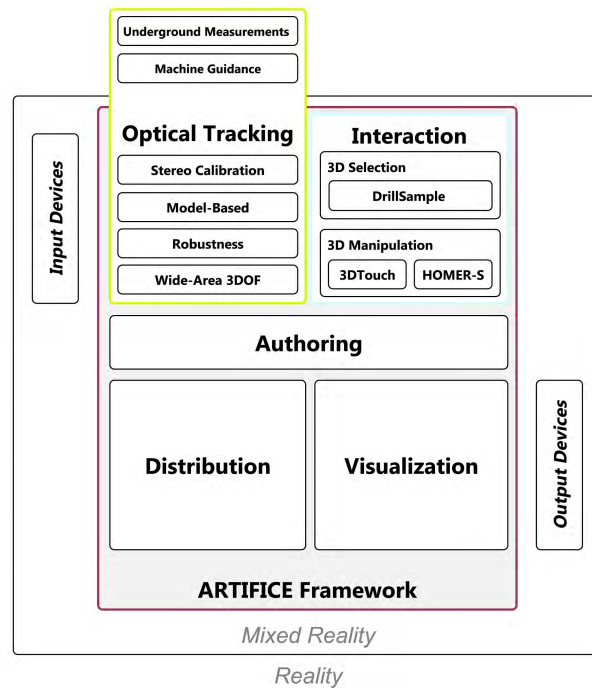 Underground Measurements
Machine Guidance
Optical Tracking
Stereo Calibration
Model-Based
Robustness
Wide-Area 3DOF
Interaction
3D Selection
DrillSample
3D Manipulation
3DTouch
HOMER-S
Input Devices
Authoring
Distribution
Visualization
Output Devices
ARTIFICE Framework
Mixed Reality
Reality